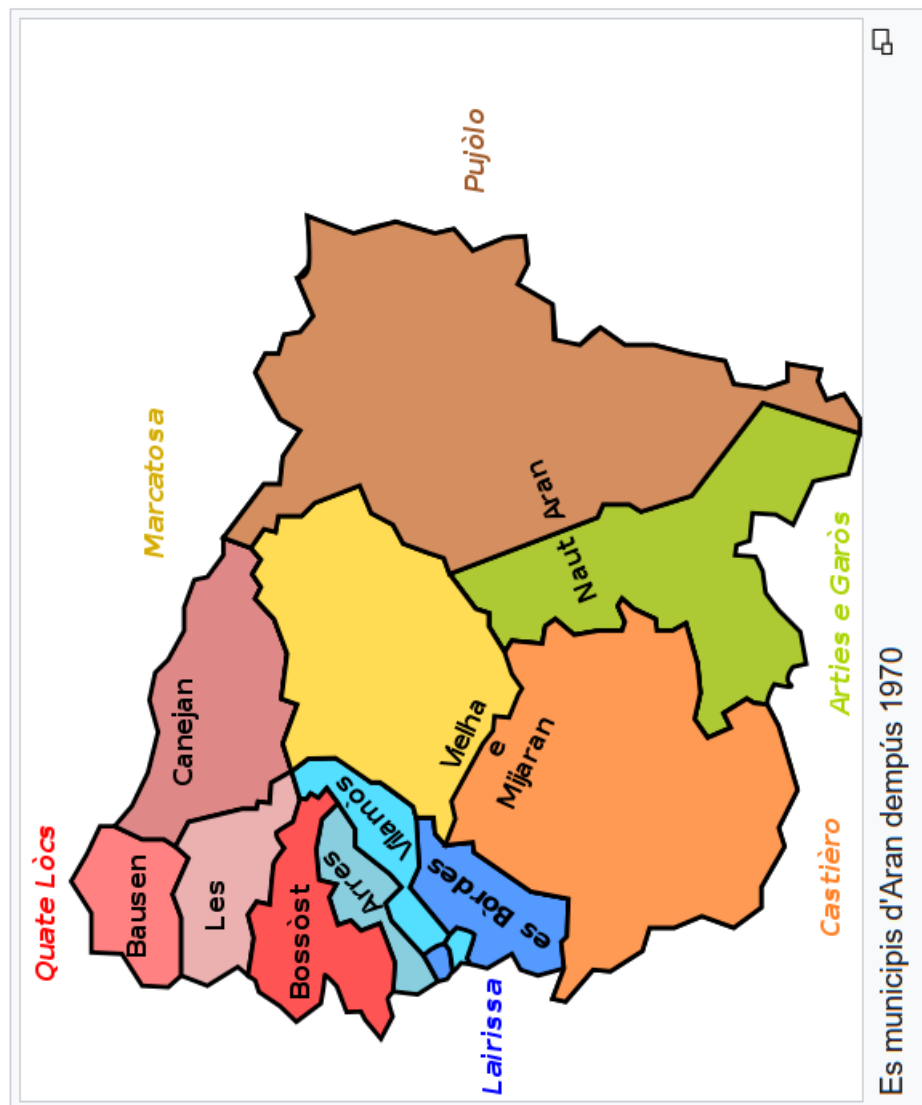 Quate Lòcs
Marcatosa
Bausen
Canejan
Les
Bossòst
Arres
Vilamòs
Pujòlo
Vielha
e
Mijaran
Lairissa
es Bòrdes
Naut Aran
Castièro
Arties e Garòs
Es municipis d'Aran dempús 1970